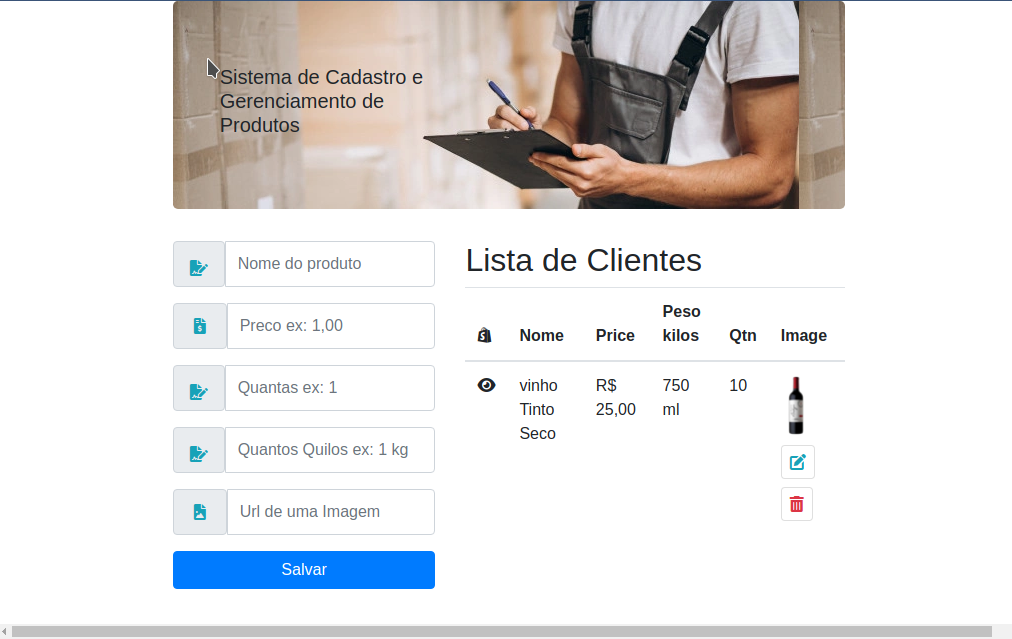 Sistema de Cadastro e
Gerenciamento de
Produtos
Nome do produto
Preco ex: 1,00
Quantas ex: 1
Quantos Quilos ex: 1 kg
Url de uma Imagem
Salvar
Lista de Clientes
Nome Price Peso kilos Qtn Image
vinho Tinto Seco R$ 25,00 750 ml 10